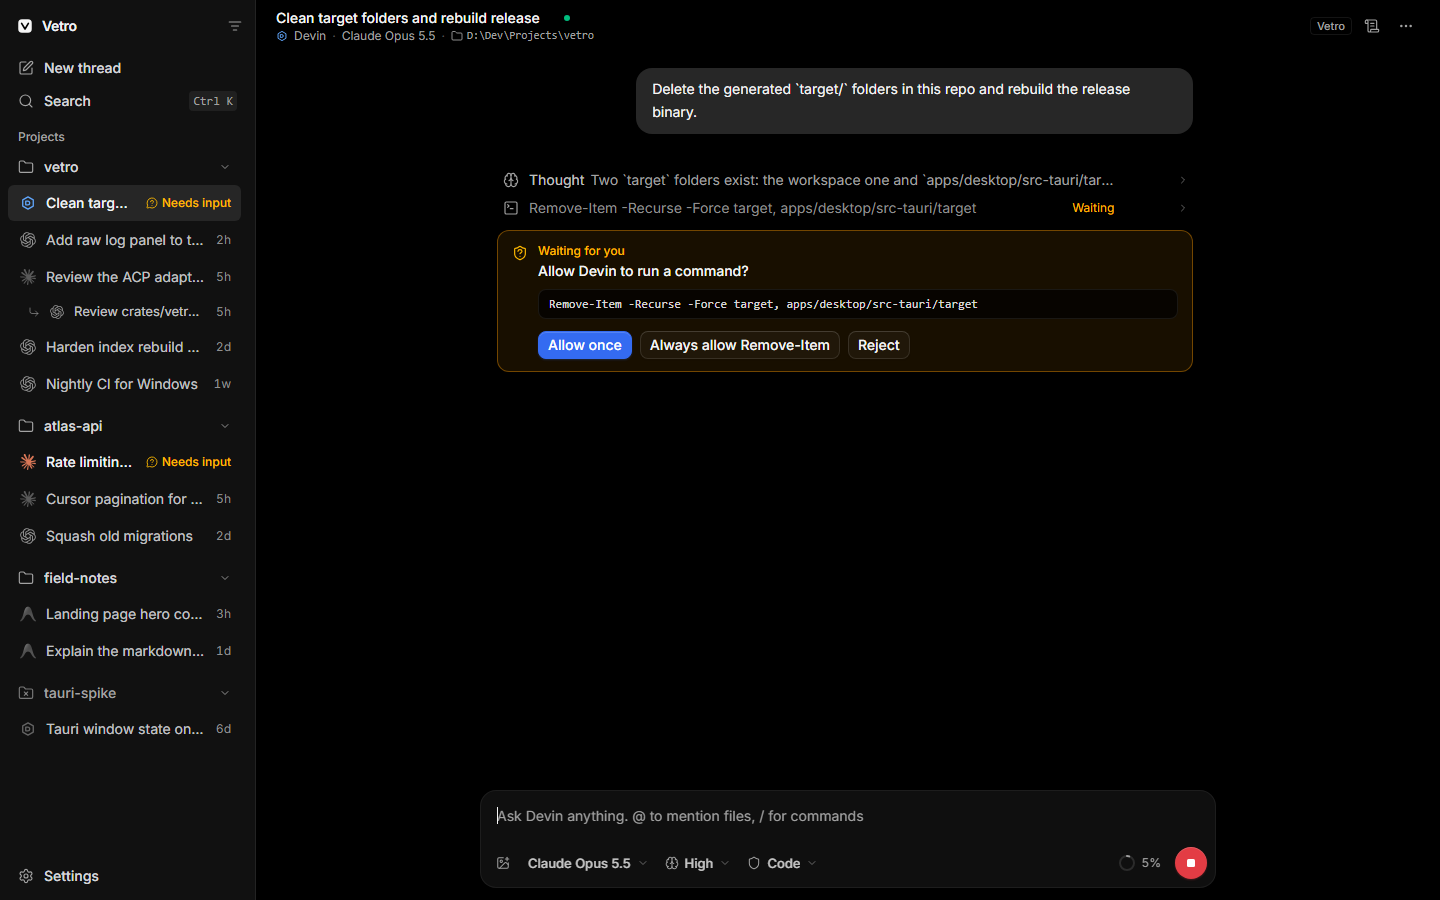 Vetro
New thread
Search
Ctrl K
Projects
vetro
Clean targ... Needs input
Add raw log panel to t... 2h
Review the ACP adapt... 5h
Review crates/vetr... 5h
Harden index rebuild ... 2d
Nightly CI for Windows 1w
atlas-api
Rate limitin... Needs input
Cursor pagination for ... 5h
Squash old migrations 2d
field-notes
Landing page hero co... 3h
Explain the markdown... 1d
tauri-spike
Tauri window state on... 6d
Settings
Clean target folders and rebuild release
Devin · Claude Opus 5.5 · D:\Dev\Projects\vetro
Vetro
Delete the generated `target/` folders in this repo and rebuild the release
binary.
Thought Two `target` folders exist: the workspace one and `apps/desktop/src-tauri/tar...
Remove-Item -Recurse -Force target, apps/desktop/src-tauri/target Waiting
Waiting for you
Allow Devin to run a command?
Remove-Item -Recurse -Force target, apps/desktop/src-tauri/target
Allow once Always allow Remove-Item Reject
Ask Devin anything. @ to mention files, / for commands
Claude Opus 5.5 High Code 5%